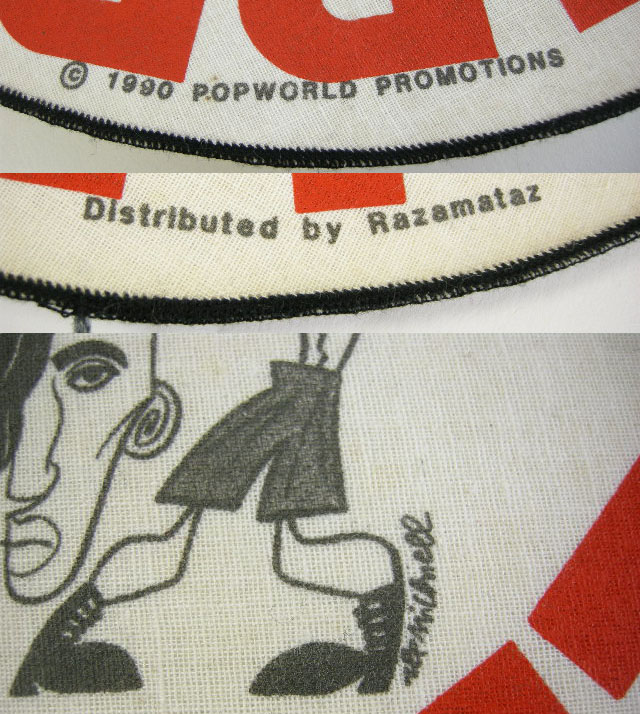 © 1990 POPWORLD PROMOTIONS
Distributed by Razamataz